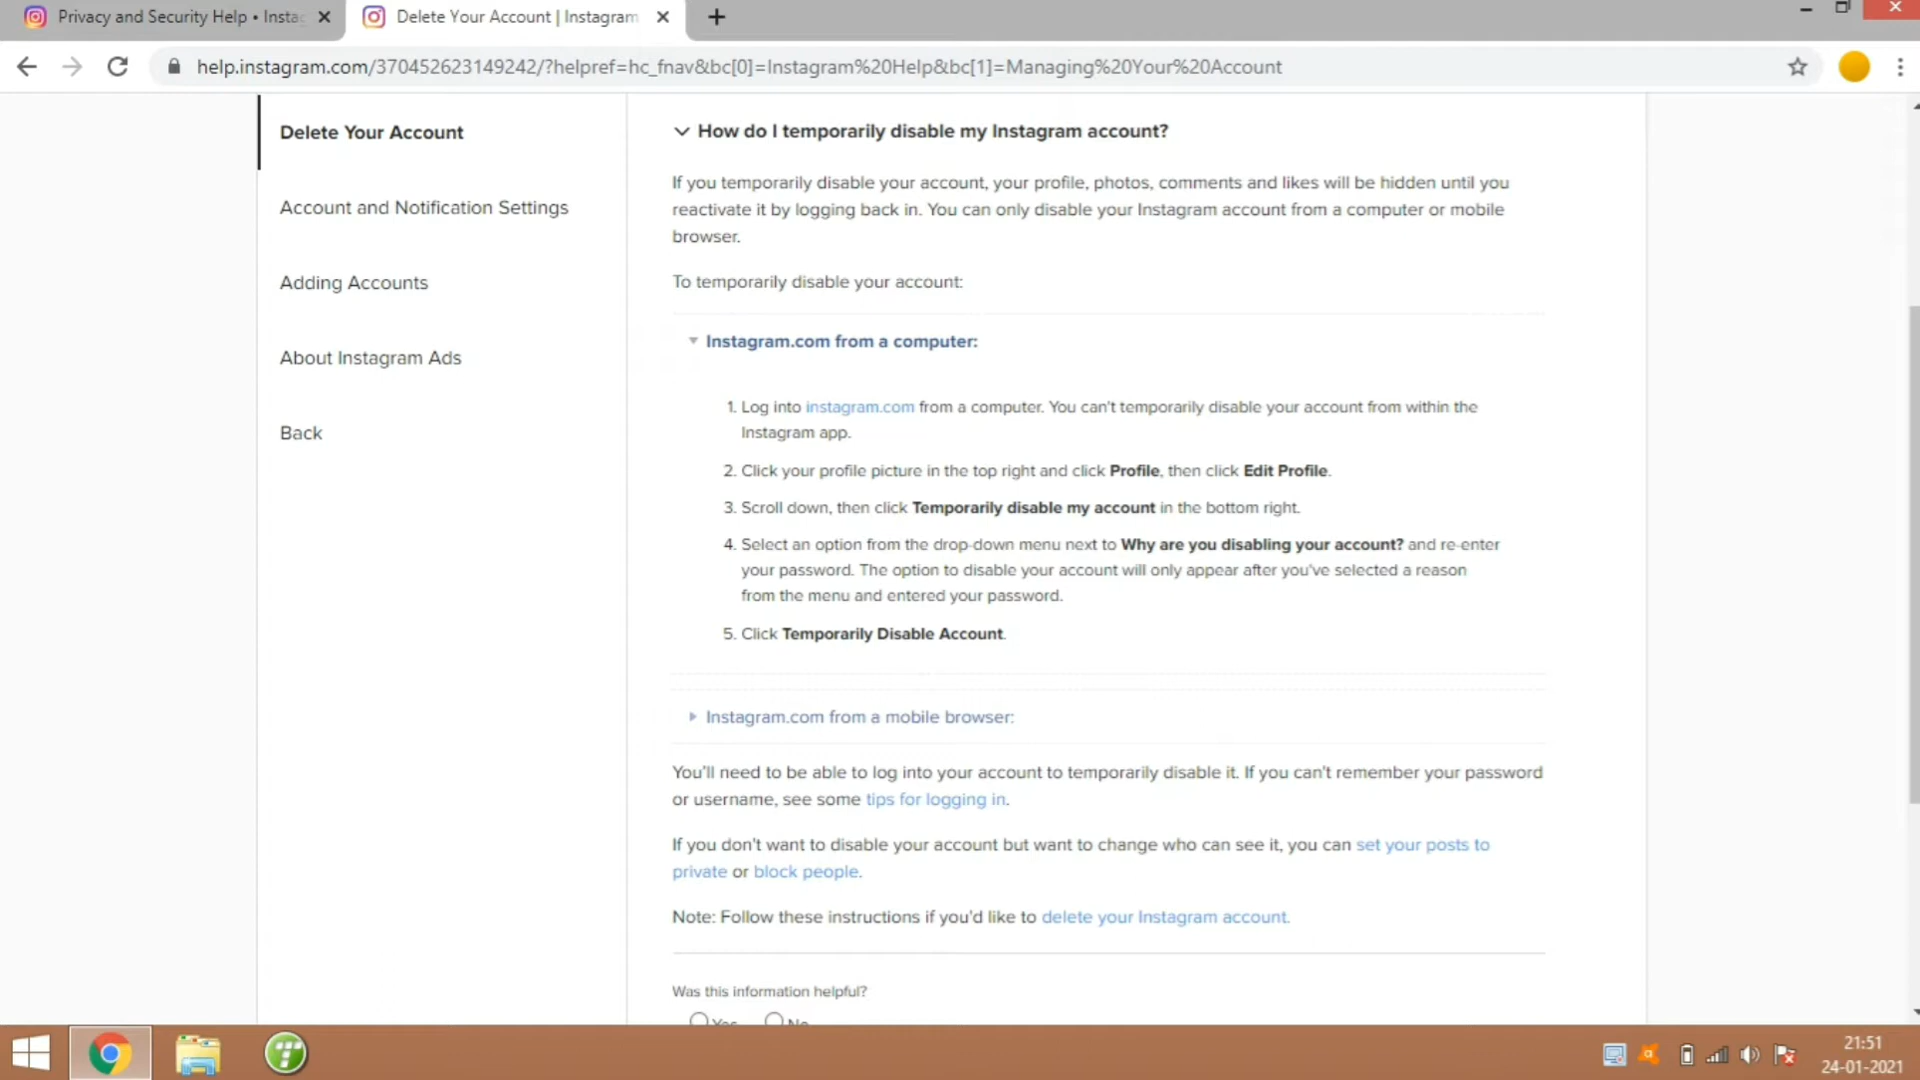 Privacy and Security Help • Insta
Delete Your Account | Instagram
help.instagram.com/370452623149242/?helpref=hc_fnav&bc[0]=Instagram%20Help&bc[1]=Managing%20Your%20Account
Delete Your Account
Account and Notification Settings
Adding Accounts
About Instagram Ads
Back
How do I temporarily disable my Instagram account?
If you temporarily disable your account, your profile, photos, comments and likes will be hidden until you
reactivate it by logging back in. You can only disable your Instagram account from a computer or mobile
browser.
To temporarily disable your account:
Instagram.com from a computer:
1. Log into instagram.com from a computer. You can't temporarily disable your account from within the
Instagram app.
2. Click your profile picture in the top right and click Profile, then click Edit Profile.
3. Scroll down, then click Temporarily disable my account in the bottom right.
4. Select an option from the drop-down menu next to Why are you disabling your account? and re-enter
your password. The option to disable your account will only appear after you've selected a reason
from the menu and entered your password.
5. Click Temporarily Disable Account.
Instagram.com from a mobile browser:
You'll need to be able to log into your account to temporarily disable it. If you can't remember your password
or username, see some tips for logging in.
If you don't want to disable your account but want to change who can see it, you can set your posts to
private or block people.
Note: Follow these instructions if you'd like to delete your Instagram account.
Was this information helpful?
Yes No
21:51
24-01-2021